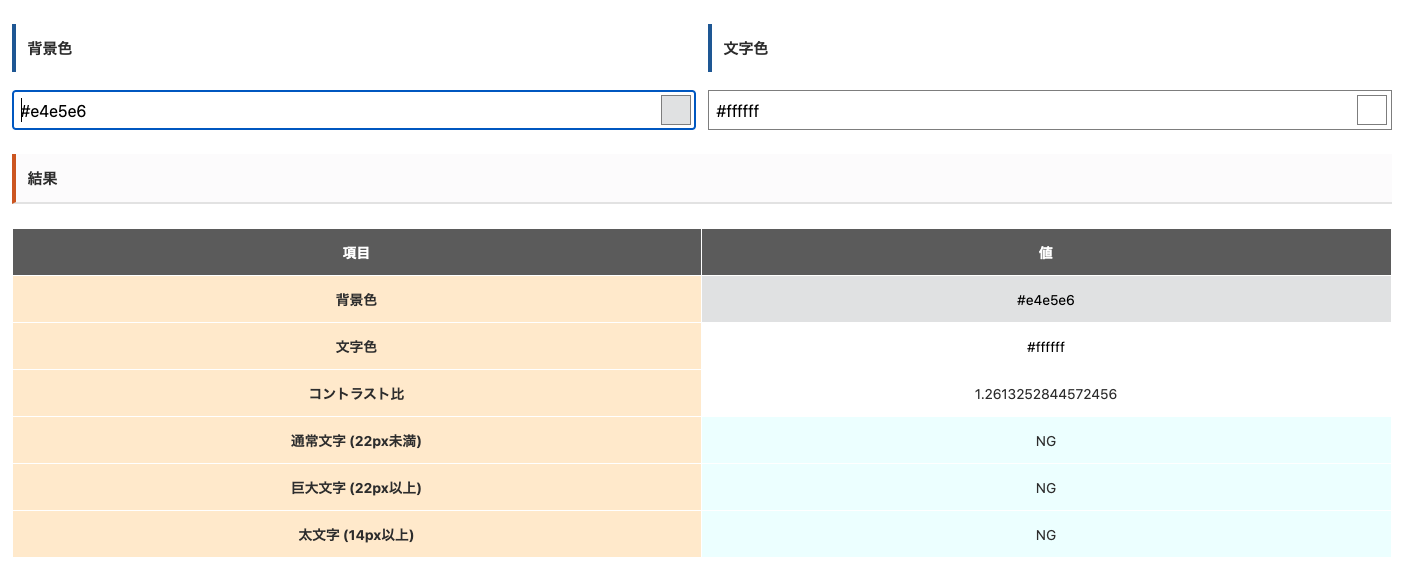 背景色
文字色
#e4e5e6
#ffffff
結果
項目 値
背景色 #e4e5e6
文字色 #ffffff
コントラスト比 1.2613252844572456
通常文字 (22px未満) NG
巨大文字 (22px以上) NG
太文字 (14px以上) NG